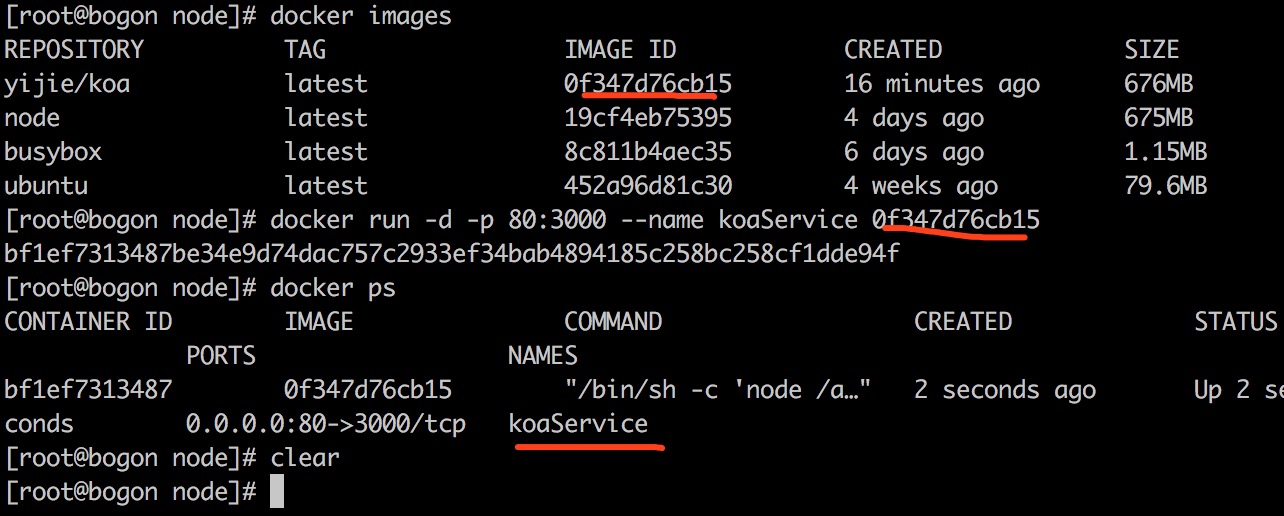 [root@bogon node]# docker images
REPOSITORY TAG IMAGE ID CREATED SIZE
yijie/koa latest 0f347d76cb15 16 minutes ago 676MB
node latest 19cf4eb75395 4 days ago 675MB
busybox latest 8c811b4aec35 6 days ago 1.15MB
ubuntu latest 452a96d81c30 4 weeks ago 79.6MB
[root@bogon node]# docker run -d -p 80:3000 --name koaService 0f347d76cb15
bf1ef7313487be34e9d74dac757c2933ef34bab4894185c258bc258cf1dde94f
[root@bogon node]# docker ps
CONTAINER ID IMAGE COMMAND CREATED STATUS
PORTS NAMES
bf1ef7313487 0f347d76cb15 "/bin/sh -c 'node /a…" 2 seconds ago Up 2 se
conds 0.0.0.0:80->3000/tcp koaService
[root@bogon node]# clear
[root@bogon node]#